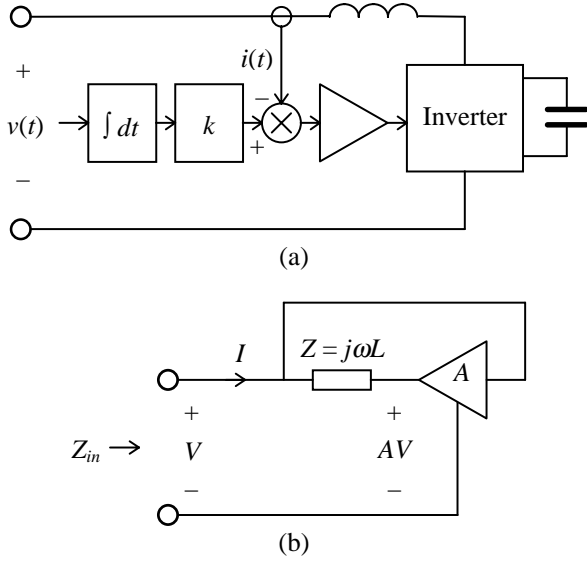 i(t)
+
−
v(t)
∫ dt
k
+
Inverter
−
(a)
I
Z = jωL
A
+
+
Z_in
V
AV
−
−
(b)